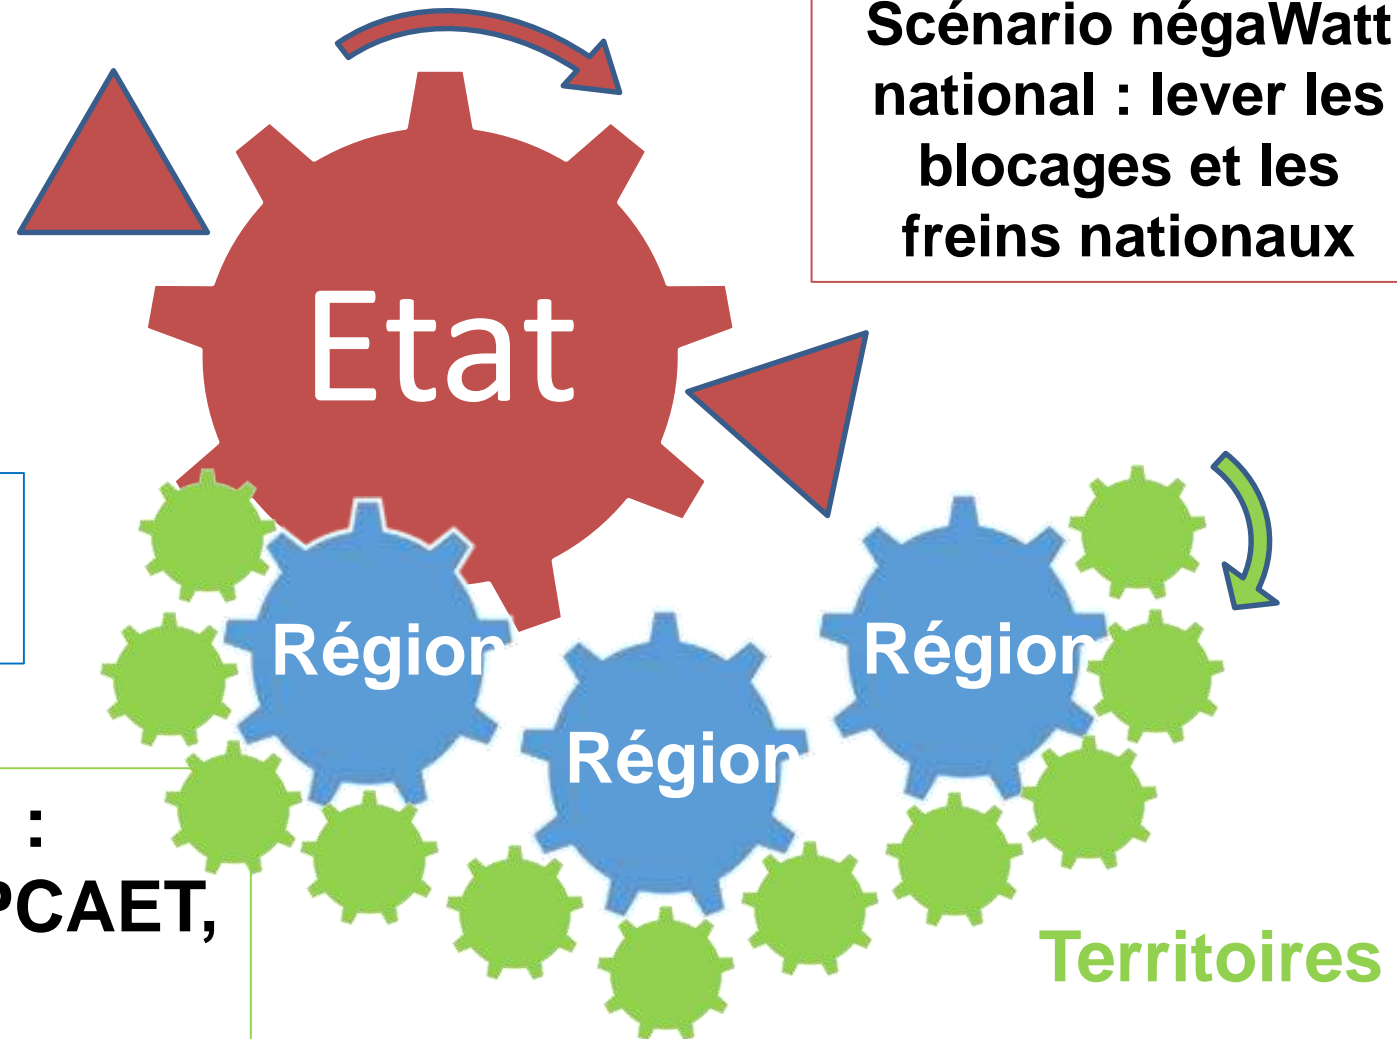 Scénario négaWatt
national : lever les
blocages et les
freins nationaux
Etat
Région
Région
Région
:
PCAET,
Territoires